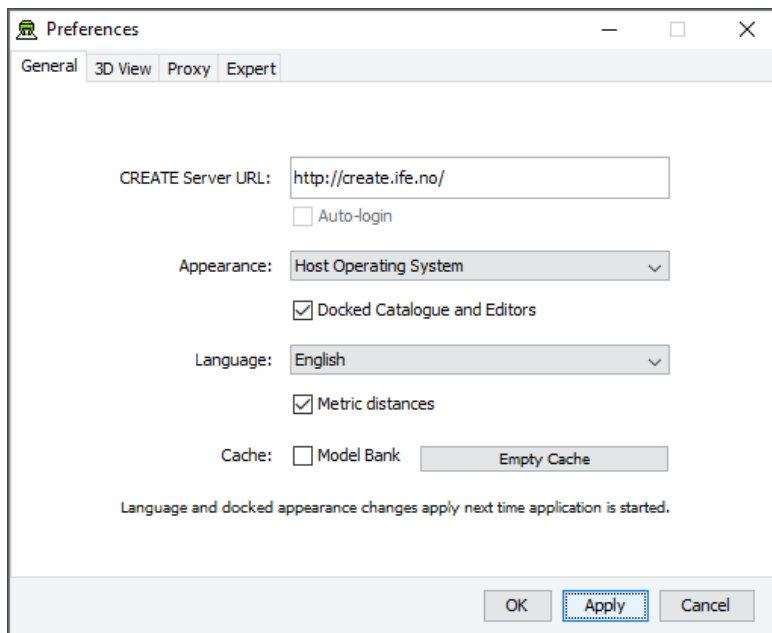 Preferences
General 3D View Proxy Expert
CREATE Server URL: http://create.ife.no/
Auto-login
Appearance: Host Operating System
Docked Catalogue and Editors
Language: English
Metric distances
Cache: Model Bank Empty Cache
Language and docked appearance changes apply next time application is started.
OK Apply Cancel